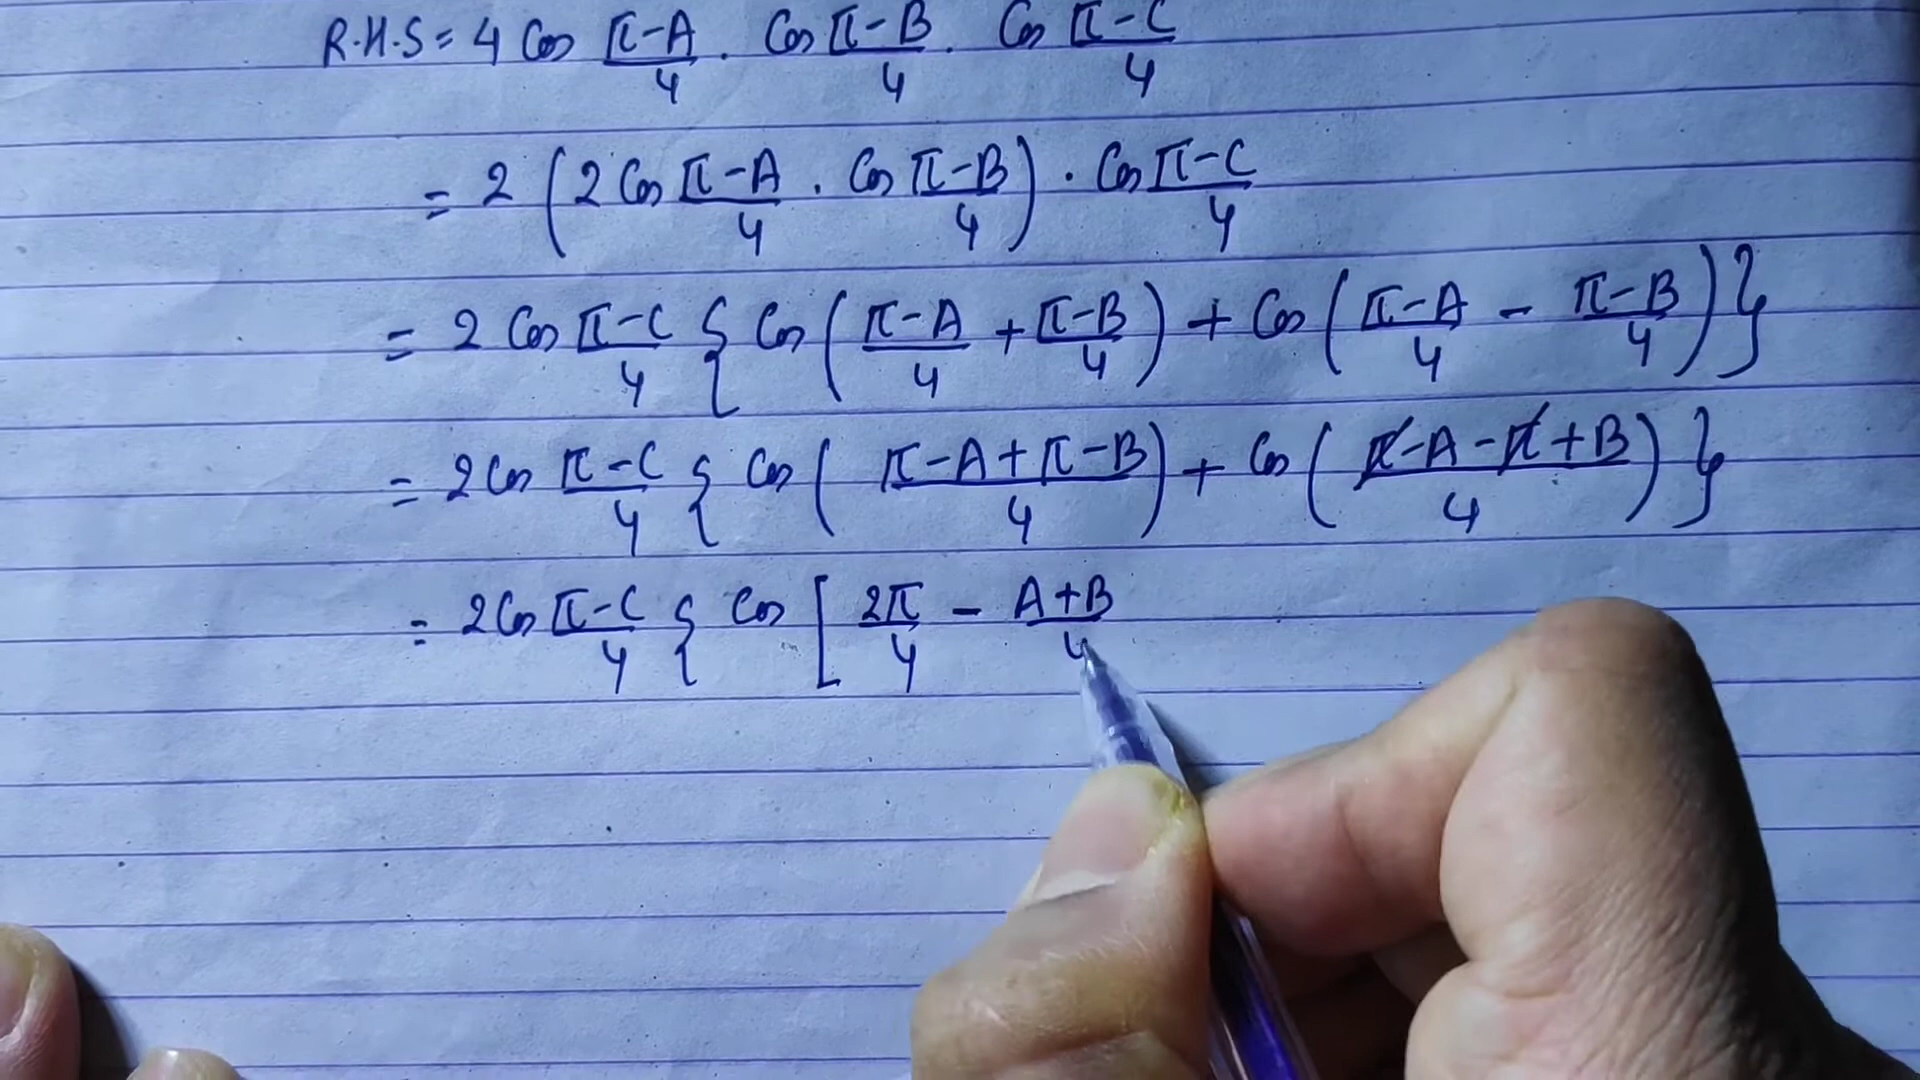 R.H.S = 4 Cos (π-A)/4 . Cos (π-B)/4 . Cos (π-C)/4
= 2 (2 Cos (π-A)/4 . Cos (π-B)/4) . Cos (π-C)/4
= 2 Cos (π-C)/4 { Cos ((π-A)/4 + (π-B)/4) + Cos ((π-A)/4 - (π-B)/4) }
= 2 Cos (π-C)/4 { Cos ((π-A+π-B)/4) + Cos ((π-A-π+B)/4) }
= 2 Cos (π-C)/4 { Cos [ 2π/4 - (A+B)/4